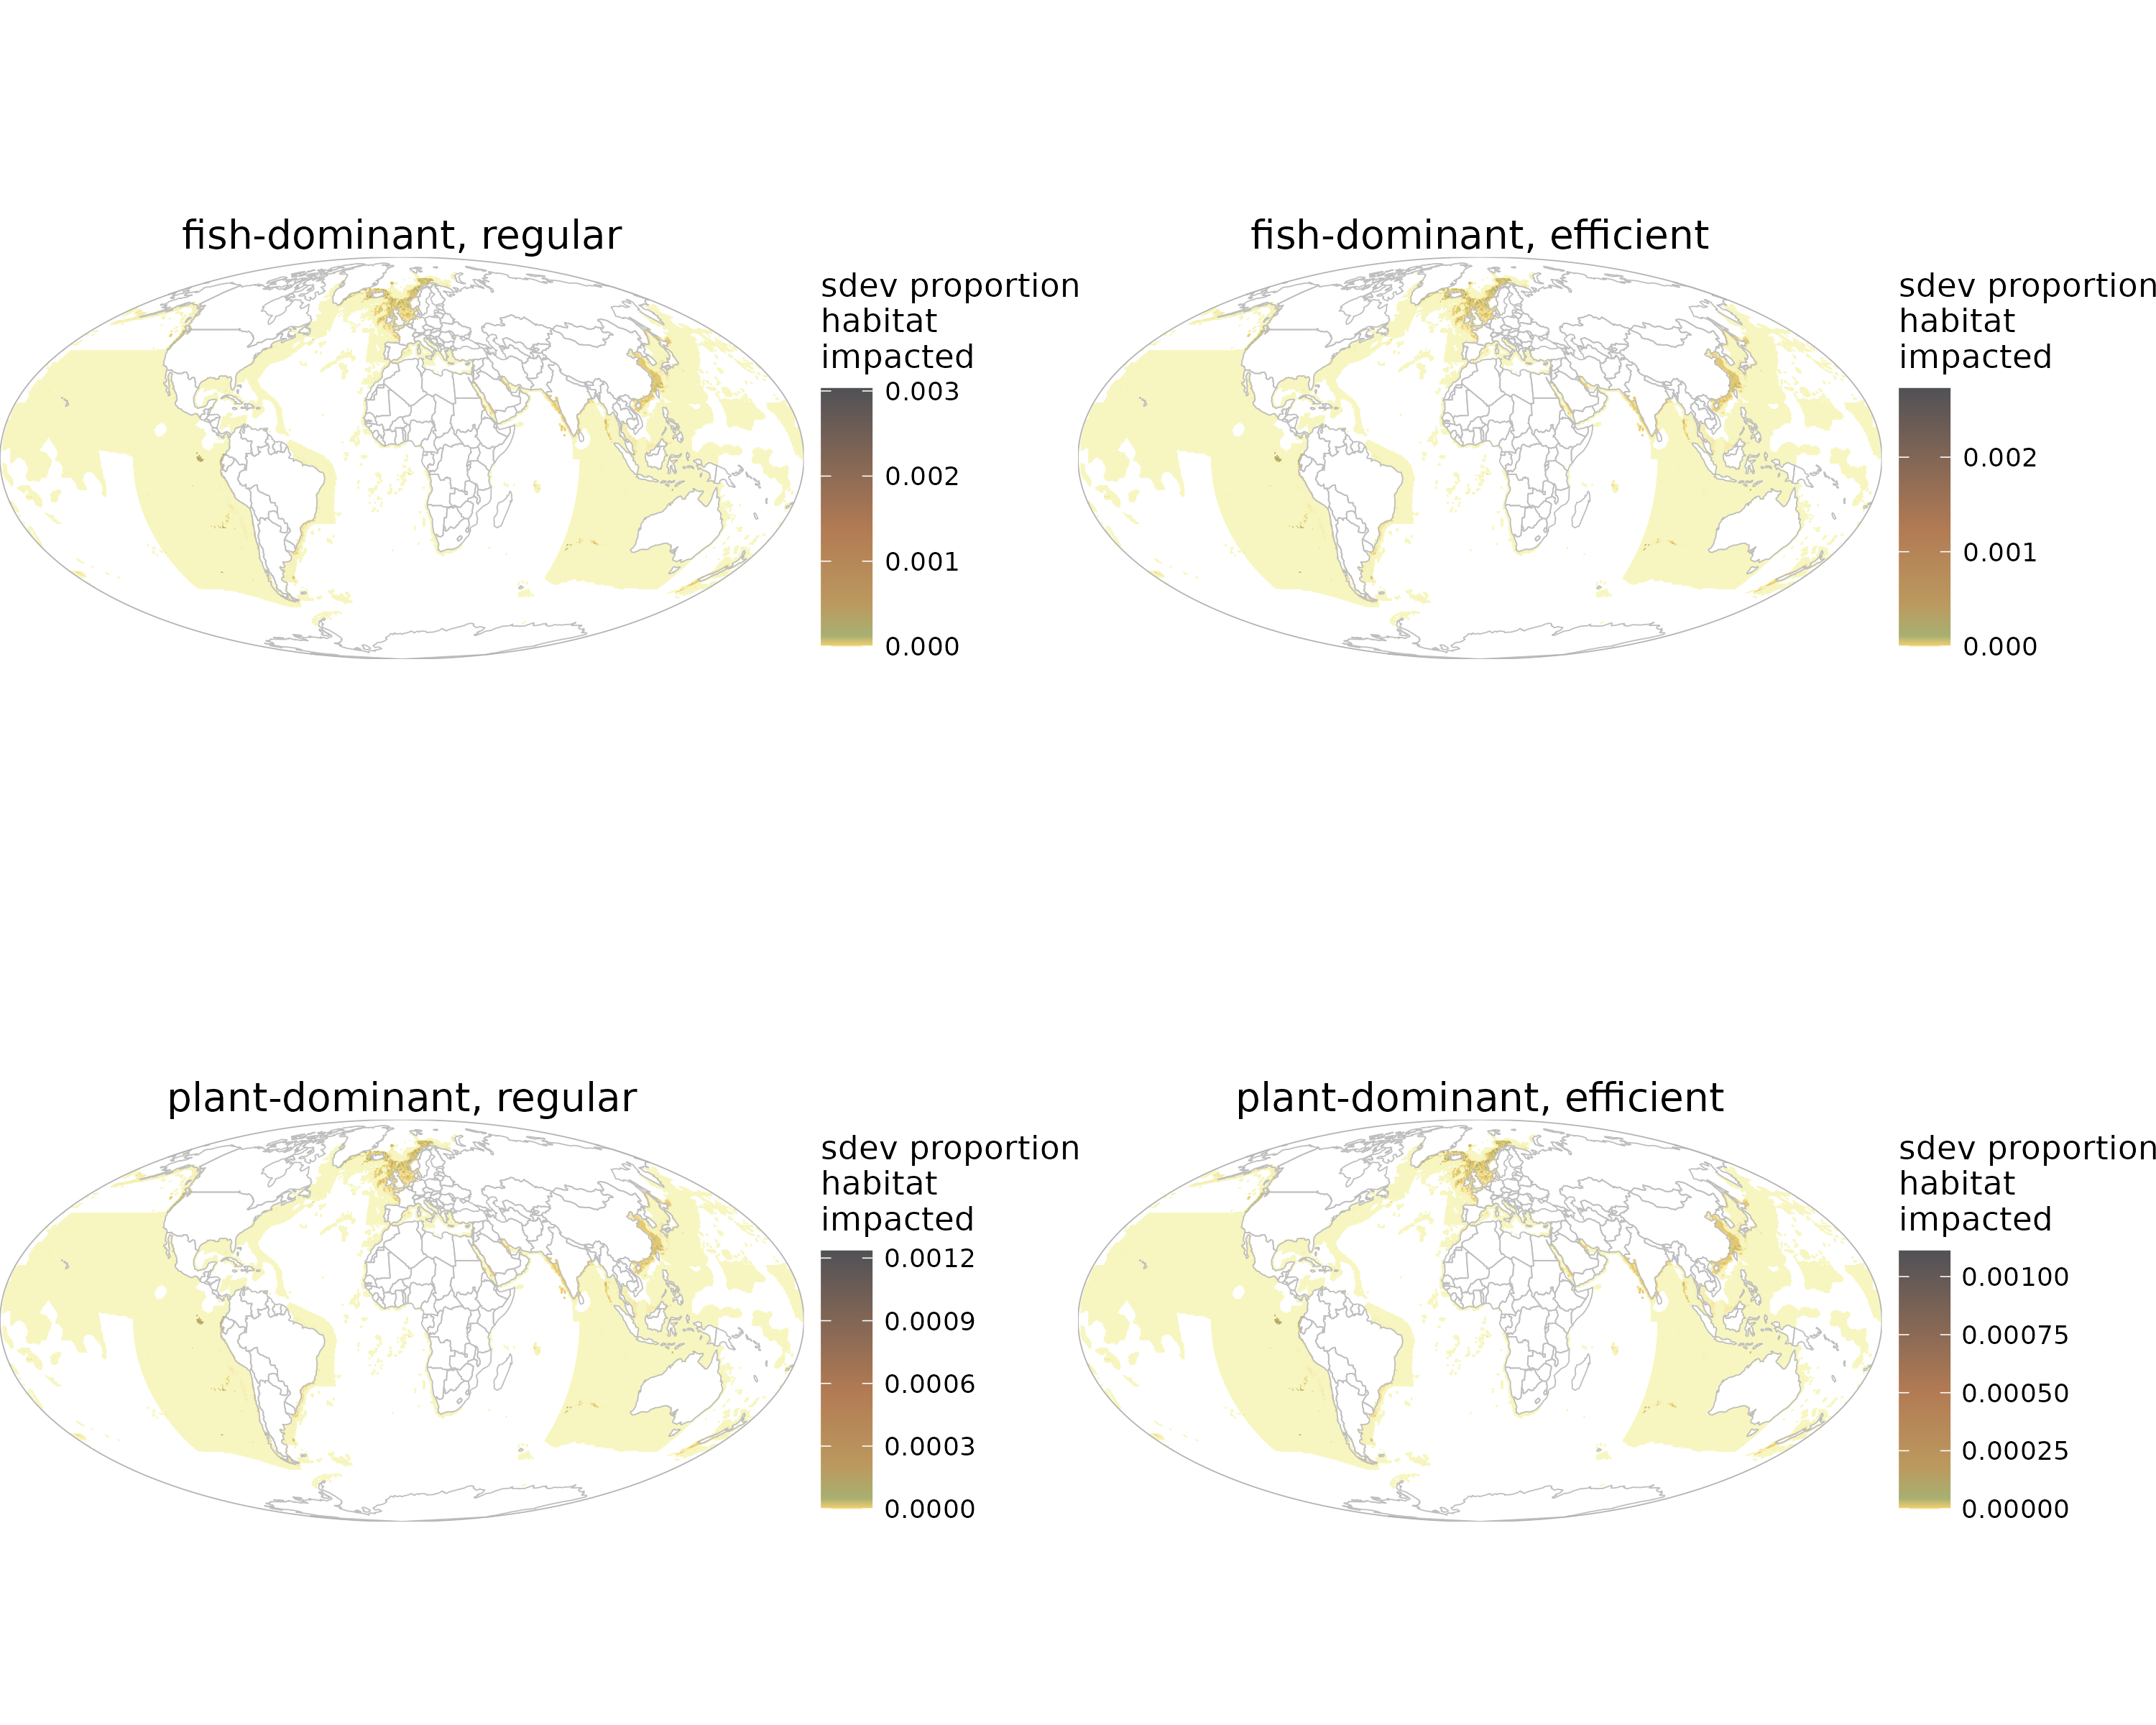 fish-dominant, regular
sdev proportion
habitat
impacted
0.003
0.002
0.001
0.000
fish-dominant, efficient
sdev proportion
habitat
impacted
0.002
0.001
0.000
plant-dominant, regular
sdev proportion
habitat
impacted
0.0012
0.0009
0.0006
0.0003
0.0000
plant-dominant, efficient
sdev proportion
habitat
impacted
0.00100
0.00075
0.00050
0.00025
0.00000